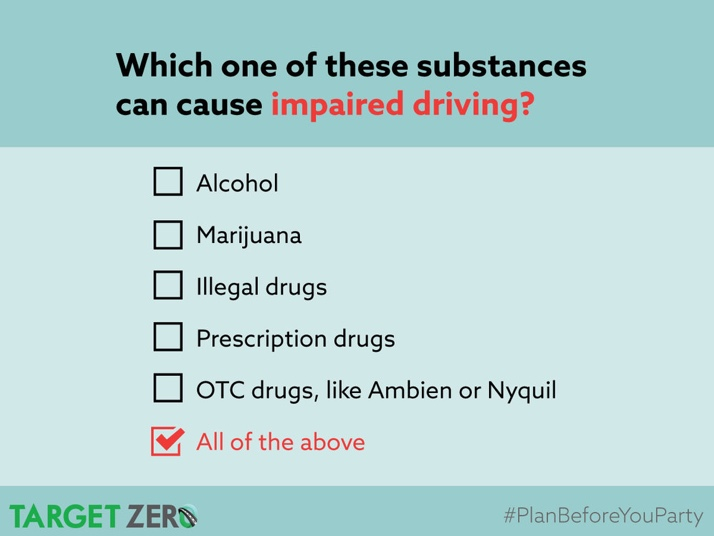 Which one of these substances
can cause impaired driving?
Alcohol
Marijuana
Illegal drugs
Prescription drugs
OTC drugs, like Ambien or Nyquil
All of the above
TARGET ZERO
#PlanBeforeYouParty